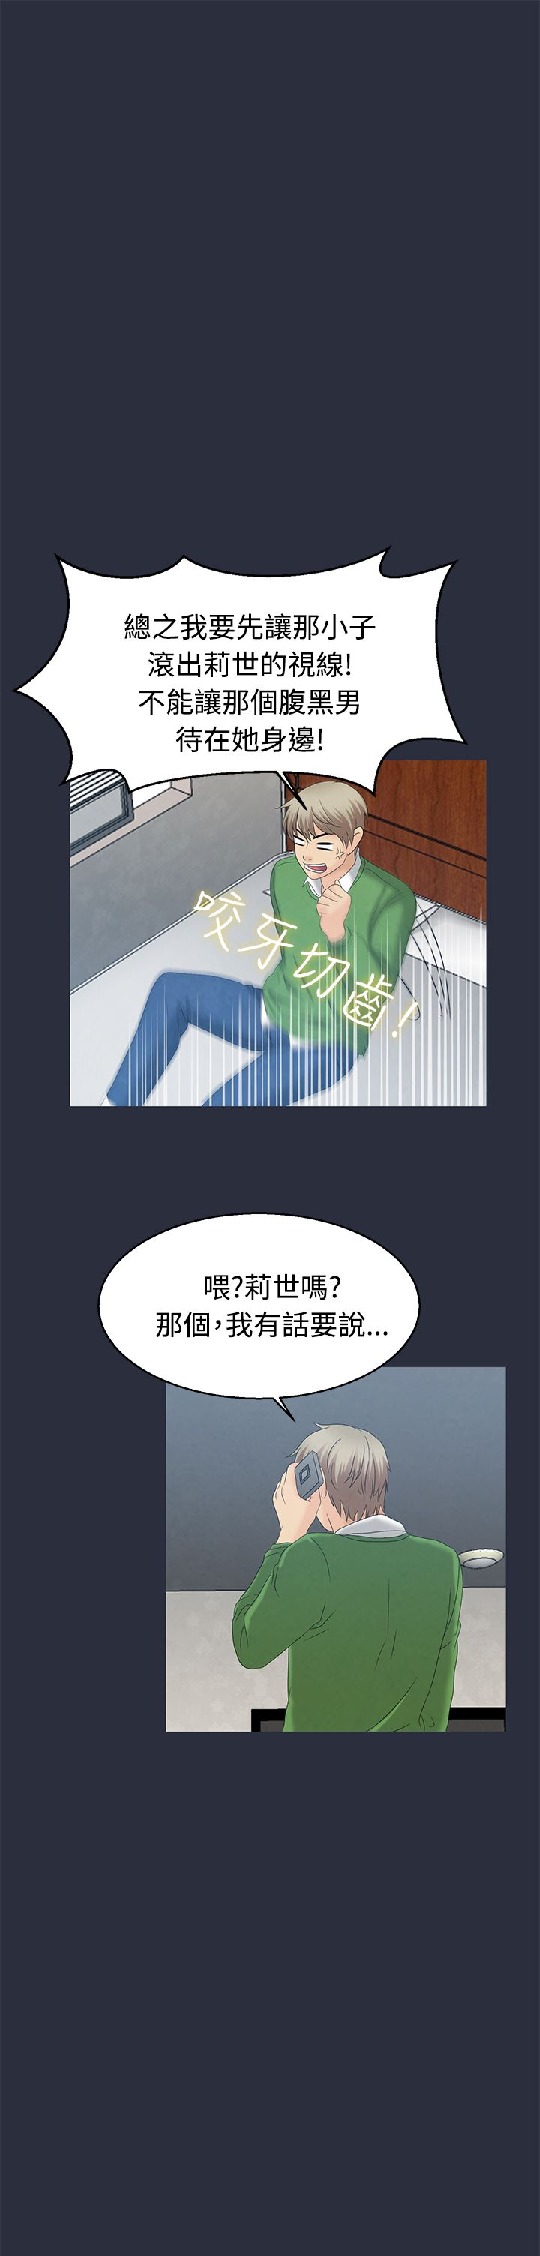 總之我要先讓那小子
滾出莉世的視線!
不能讓那個腹黑男
待在她身邊!
咬牙切齒!
喂?莉世嗎?
那個,我有話要說...